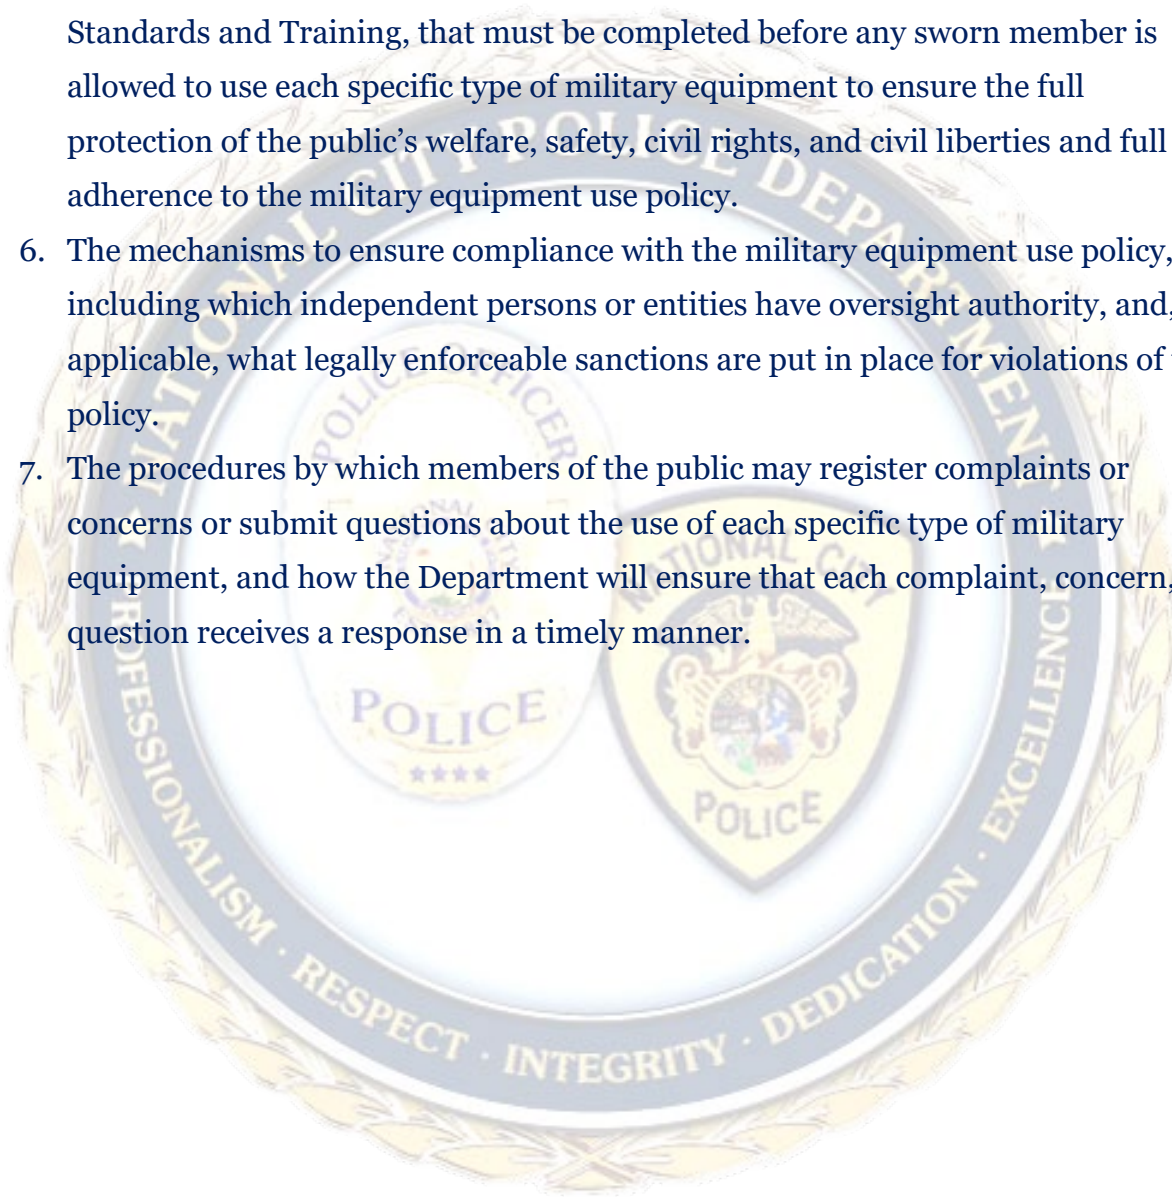 Standards and Training, that must be completed before any sworn member is
allowed to use each specific type of military equipment to ensure the full
protection of the public’s welfare, safety, civil rights, and civil liberties and full
adherence to the military equipment use policy.
6. The mechanisms to ensure compliance with the military equipment use policy,
including which independent persons or entities have oversight authority, and,
applicable, what legally enforceable sanctions are put in place for violations of
policy.
7. The procedures by which members of the public may register complaints or
concerns or submit questions about the use of each specific type of military
equipment, and how the Department will ensure that each complaint, concern,
question receives a response in a timely manner.
NATIONAL CITY POLICE DEPARTMENT
POLICE OFFICER
POLICE
NATIONAL CITY
POLICE
PROFESSIONALISM · RESPECT · INTEGRITY · DEDICATION · EXCELLENCE